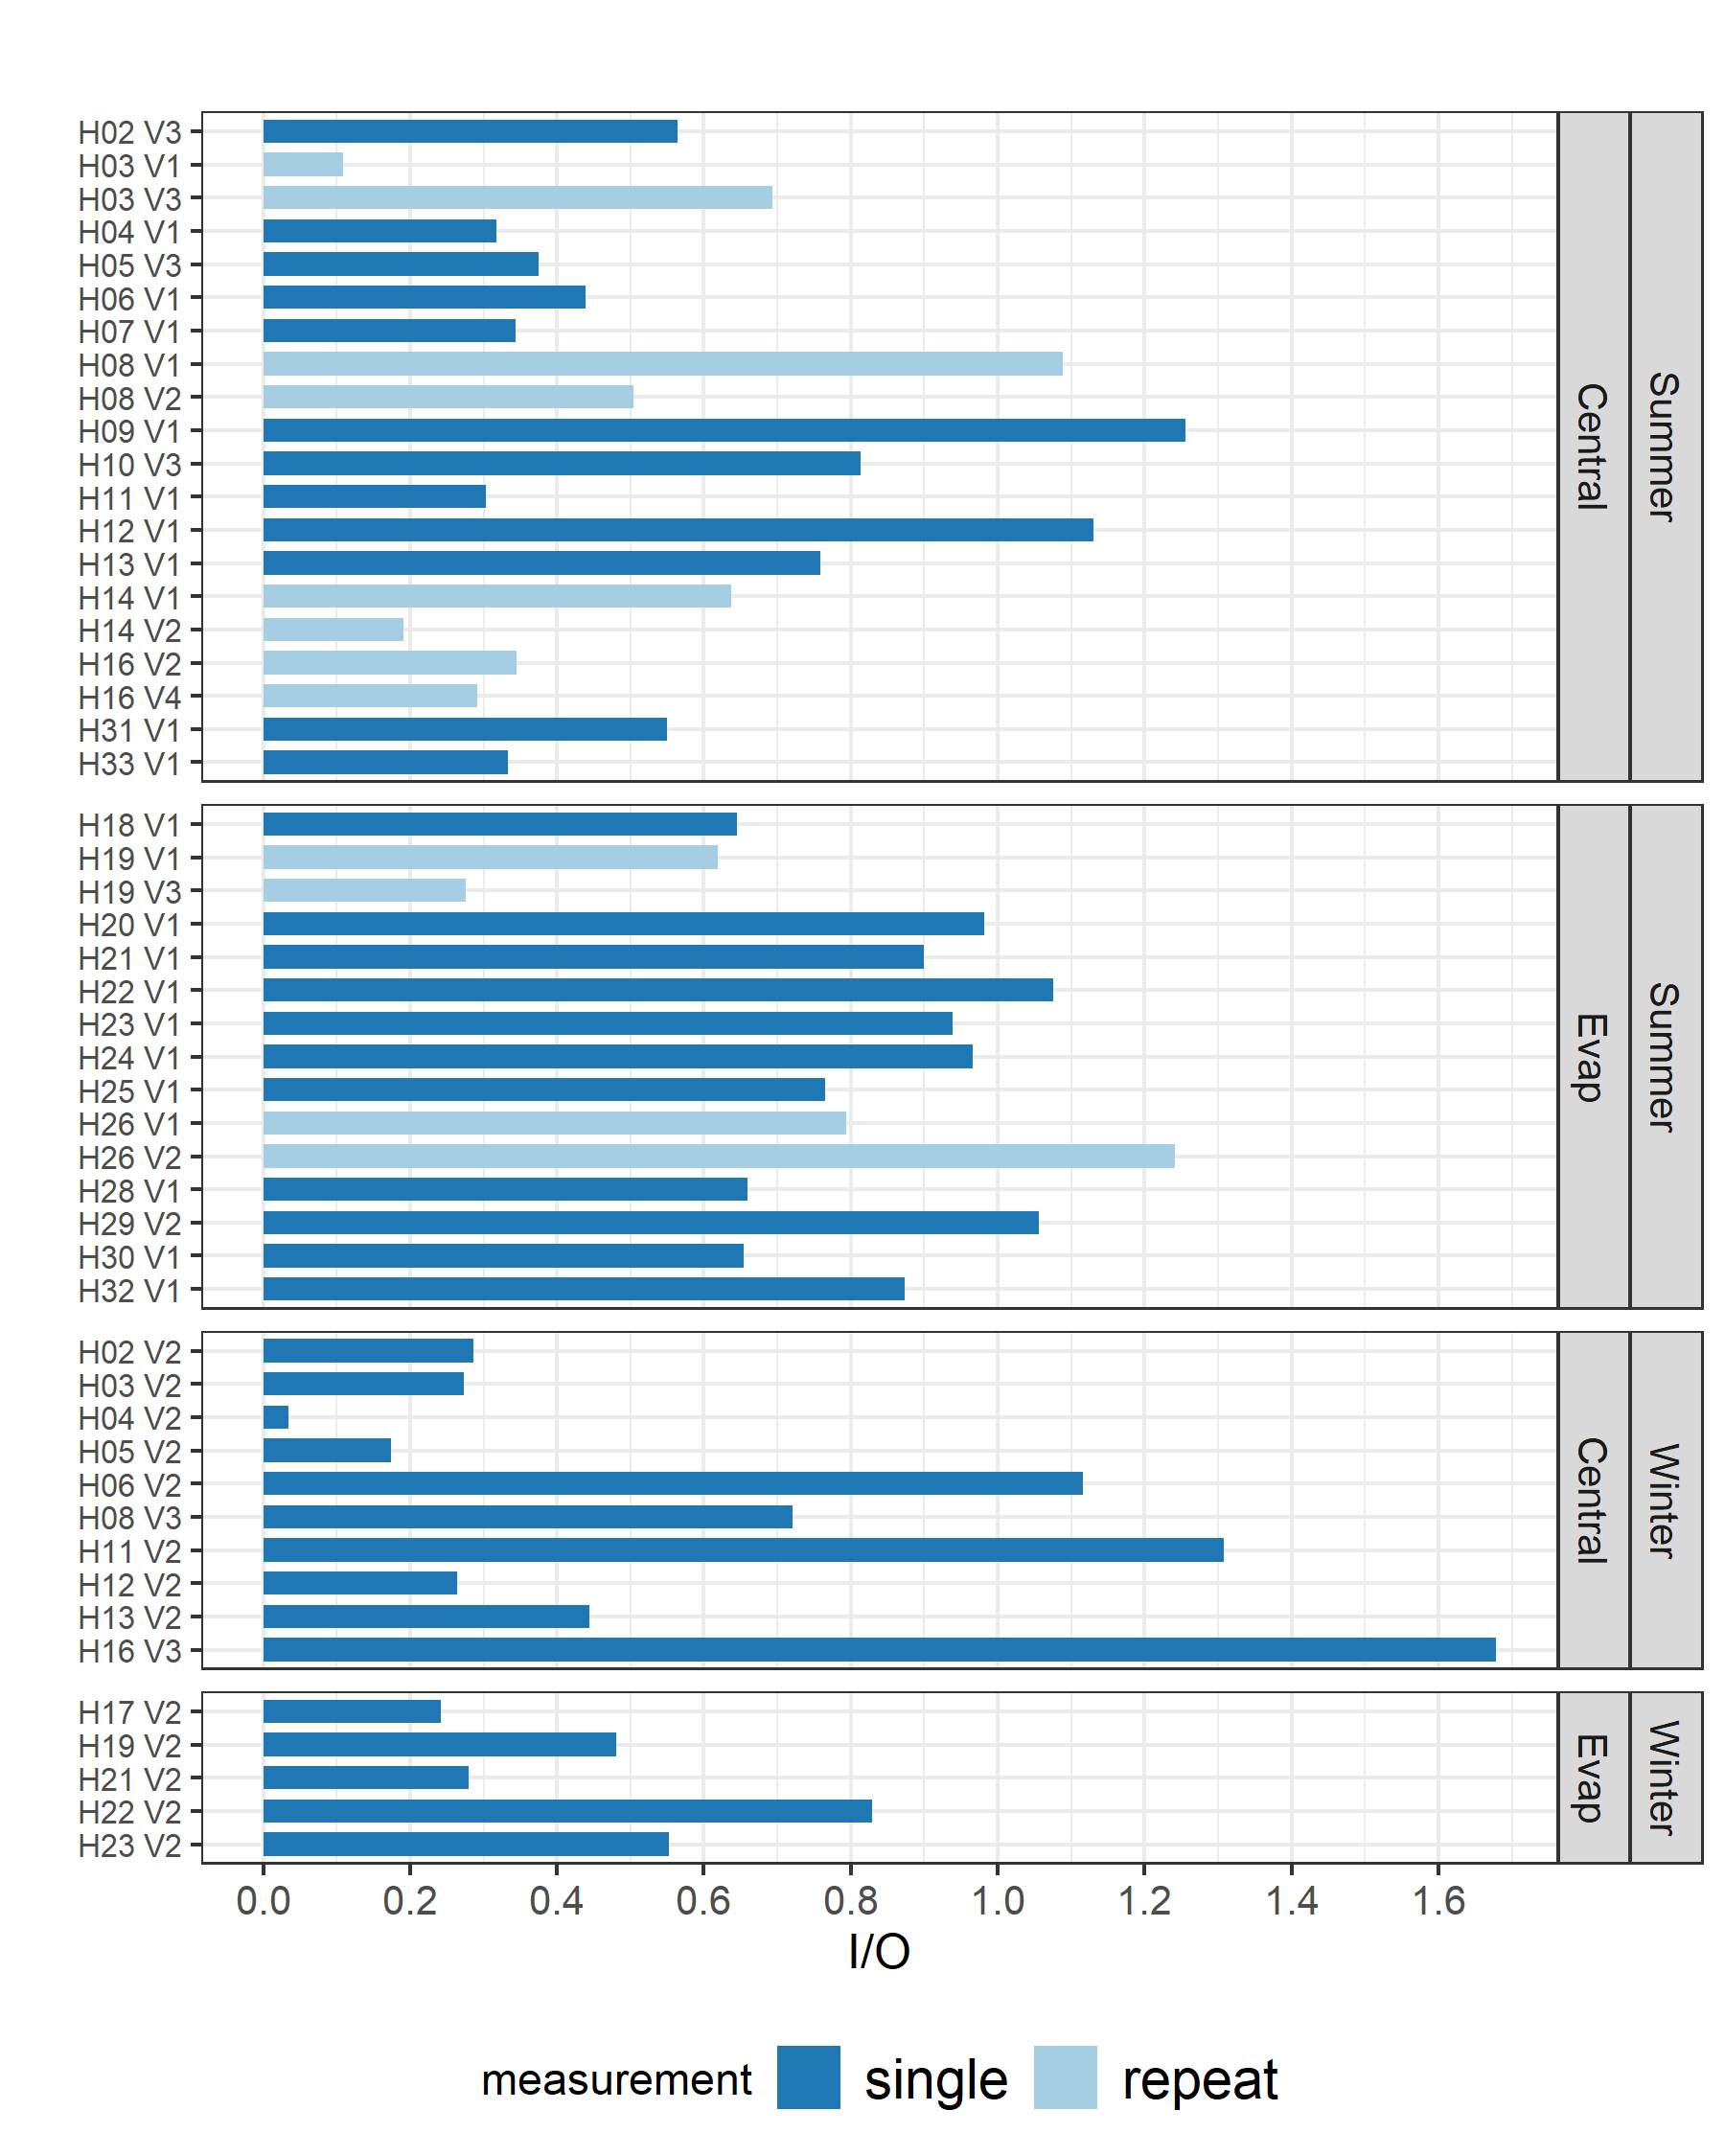 H02 V3
H03 V1
H03 V3
H04 V1
H05 V3
H06 V1
H07 V1
H08 V1
H08 V2
H09 V1
H10 V3
H11 V1
H12 V1
H13 V1
H14 V1
H14 V2
H16 V2
H16 V4
H31 V1
H33 V1
Central
Summer
H18 V1
H19 V1
H19 V3
H20 V1
H21 V1
H22 V1
H23 V1
H24 V1
H25 V1
H26 V1
H26 V2
H28 V1
H29 V2
H30 V1
H32 V1
Evap
Summer
H02 V2
H03 V2
H04 V2
H05 V2
H06 V2
H08 V3
H11 V2
H12 V2
H13 V2
H16 V3
Central
Winter
H17 V2
H19 V2
H21 V2
H22 V2
H23 V2
Evap
Winter
0.0 0.2 0.4 0.6 0.8 1.0 1.2 1.4 1.6
I/O
measurement single repeat